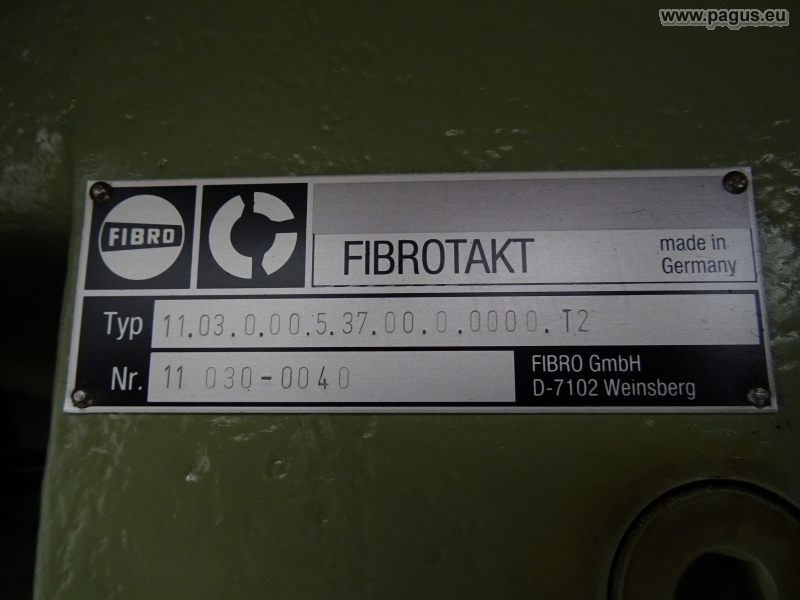 www.pagus.eu
FIBRO
FIBROTAKT
made in
Germany
Typ 11.03.0.00.5.37.00.0.0000.T2
Nr. 11 030-0040
FIBRO GmbH
D-7102 Weinsberg